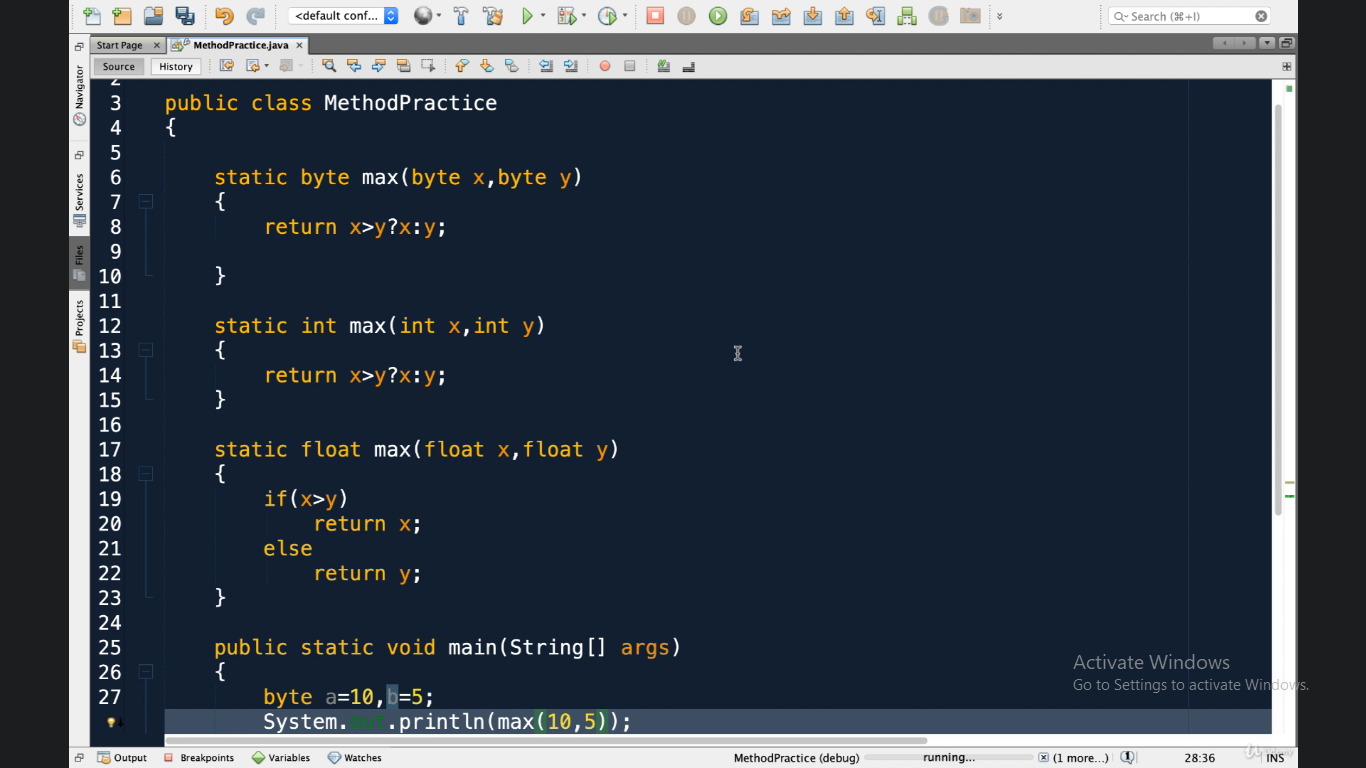 <default conf...
Search (⌘+I)
Start Page
MethodPractice.java
Source
History
Navigator
Services
Files
Projects
2
3 public class MethodPractice
4 {
5
6 static byte max(byte x,byte y)
7 {
8 return x>y?x:y;
9
10 }
11
12 static int max(int x,int y)
13 {
14 return x>y?x:y;
15 }
16
17 static float max(float x,float y)
18 {
19 if(x>y)
20 return x;
21 else
22 return y;
23 }
24
25 public static void main(String[] args)
26 {
27 byte a=10,b=5;
System.out.println(max(10,5));
Activate Windows
Go to Settings to activate Windows.
Output
Breakpoints
Variables
Watches
MethodPractice (debug)
running...
(1 more...)
28:36
INS